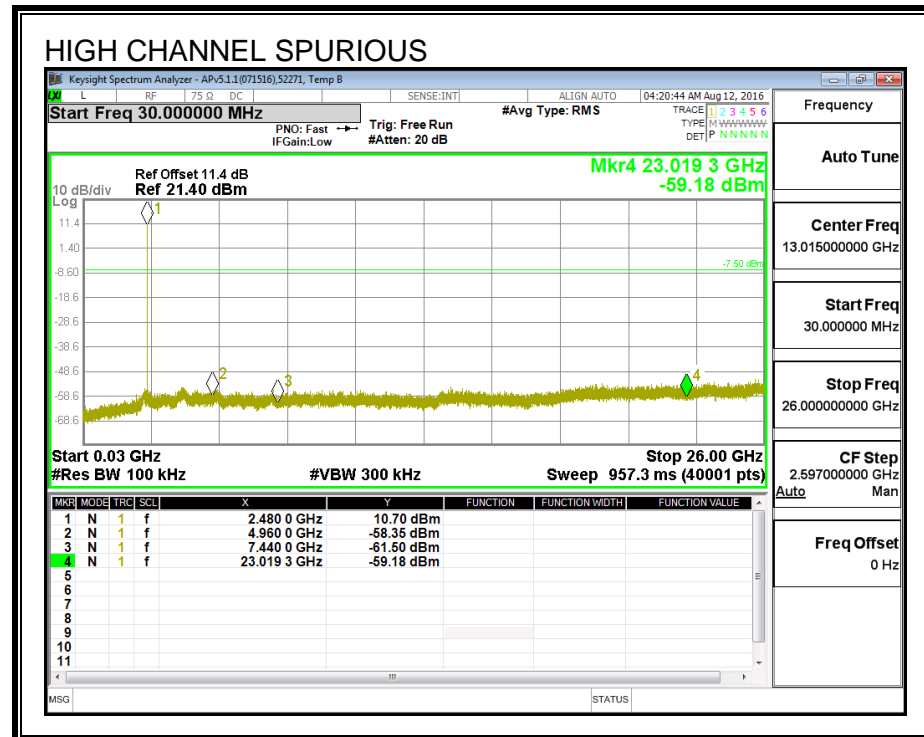 HIGH CHANNEL SPURIOUS
Keysight Spectrum Analyzer - APv5.1.1(071516),52271, Temp B
LXI L RF 75 Ω DC SENSE:INT ALIGN AUTO 04:20:44 AM Aug 12, 2016
Start Freq 30.000000 MHz
PNO: Fast
IFGain:Low
Trig: Free Run
#Atten: 20 dB
#Avg Type: RMS
TRACE 1 2 3 4 5 6
TYPE M WWWWW
DET P N N N N N
Mkr4 23.019 3 GHz
-59.18 dBm
Ref Offset 11.4 dB
10 dB/div Ref 21.40 dBm
Log
1
11.4
1.40
-7.50 dBm
-8.60
-18.6
-28.6
-38.6
-48.6
2
3
4
-58.6
-68.6
Start 0.03 GHz Stop 26.00 GHz
#Res BW 100 kHz #VBW 300 kHz Sweep 957.3 ms (40001 pts)
MKR MODE TRC SCL X Y FUNCTION FUNCTION WIDTH FUNCTION VALUE
1 N 1 f 2.480 0 GHz 10.70 dBm
2 N 1 f 4.960 0 GHz -58.35 dBm
3 N 1 f 7.440 0 GHz -61.50 dBm
4 N 1 f 23.019 3 GHz -59.18 dBm
5
6
7
8
9
10
11
MSG STATUS
Frequency
Auto Tune
Center Freq
13.015000000 GHz
Start Freq
30.000000 MHz
Stop Freq
26.000000000 GHz
CF Step
2.597000000 GHz
Auto Man
Freq Offset
0 Hz